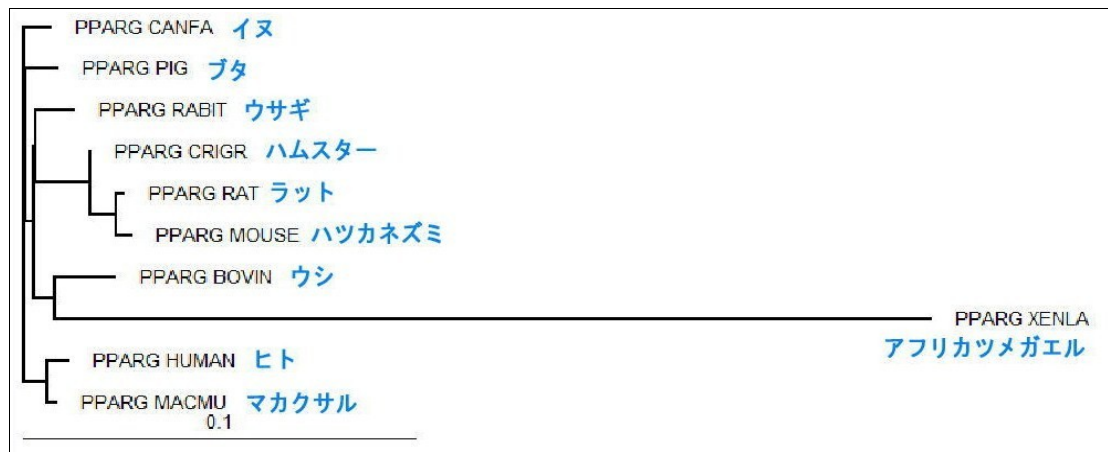 PPARG CANFA イヌ
PPARG PIG ブタ
PPARG RABIT ウサギ
PPARG CRIGR ハムスター
PPARG RAT ラット
PPARG MOUSE ハツカネズミ
PPARG BOVIN ウシ
PPARG XENLA
アフリカツメガエル
PPARG HUMAN ヒト
PPARG MACMU マカクサル
0.1